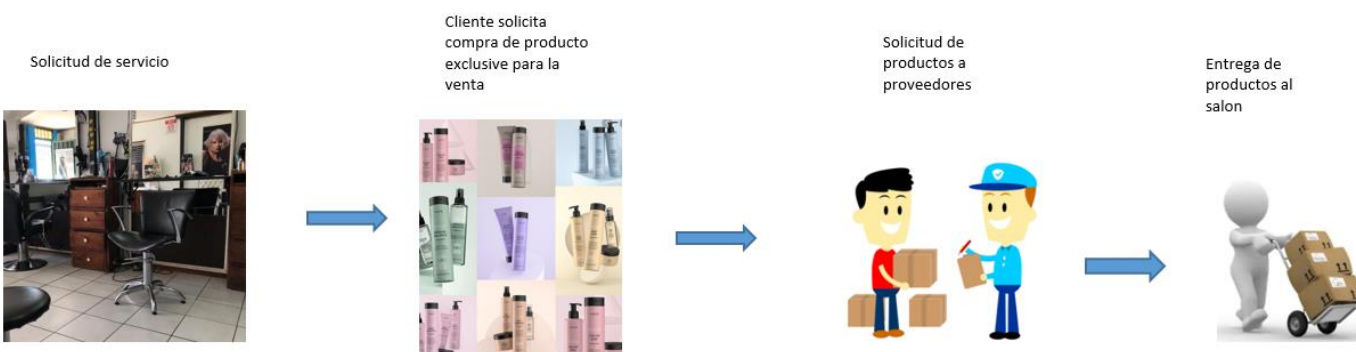 Solicitud de servicio
Cliente solicita
compra de producto
exclusive para la
venta
Solicitud de
productos a
proveedores
Entrega de
productos al
salon